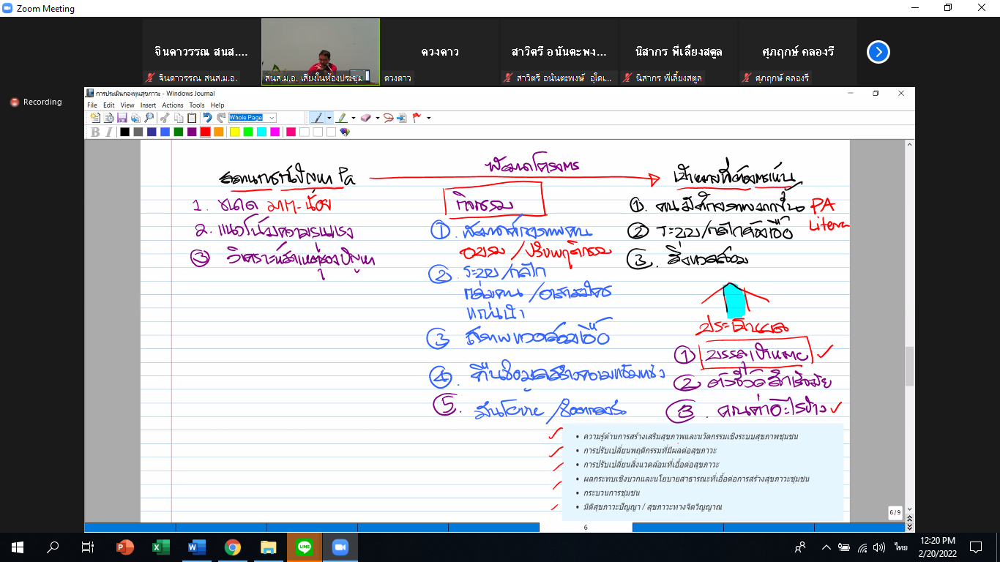 Zoom Meeting
จินดาวรรณ สนส....
ดวงดาว
สาวิตรี อนันตะพง...
นิสากร พี่เลี้ยงสตูล
ศุภฤกษ์ คลองรี
จินดาวรรณ สนส.ม.อ.
สนส.ม.อ. เสียงในห้องประชุม
ดวงดาว
สาวิตรี อนันตะพงษ์ อุโต...
นิสากร พี่เลี้ยงสตูล
ศุภฤกษ์ คลองรี
Recording
การประเมินกองทุนสุขภาวะ - Windows Journal
File Edit View Insert Actions Tools Help
Whole Page
B I
พัฒนาโครงการ
สถานการณ์ปัญหา Pa
เป้าหมายที่ต้องการเห็น
1. ขนาด มาก-น้อย
กิจกรรม
①. คนมีศักยภาพมากขึ้น PA
2. แนวโน้มความรุนแรง
① พัฒนาศักยภาพคน
② ระบบ/กลไกที่เอื้อ
③ วิเคราะห์สาเหตุของปัญหา
อบรม /ปรับพฤติกรรม
③. สิ่งแวดล้อม
② ระบบ/กลไก
กลุ่มคน /อาสาสมัคร
แกนนำ
③ สภาพแวดล้อมเอื้อ
④. คืนข้อมูลสร้างความเข้มแข็ง
⑤.
ประเมินผล
① บรรลุเป้าหมาย
② ตัวชี้วัดสำเร็จมั้ย
③. คุณค่าอะไรบ้าง
• ความรู้ด้านการสร้างเสริมสุขภาพและนวัตกรรมเชิงระบบสุขภาพชุมชน
• การปรับเปลี่ยนพฤติกรรมที่มีผลต่อสุขภาวะ
• การปรับเปลี่ยนสิ่งแวดล้อมที่เอื้อต่อสุขภาวะ
• ผลกระทบเชิงบวกและนโยบายสาธารณะที่เอื้อต่อการสร้างสุขภาวะชุมชน
• กระบวนการชุมชน
• มิติสุขภาวะปัญญา / สุขภาวะทางจิตวิญญาณ
6 / 9
6
ไทย
12:20 PM
2/20/2022